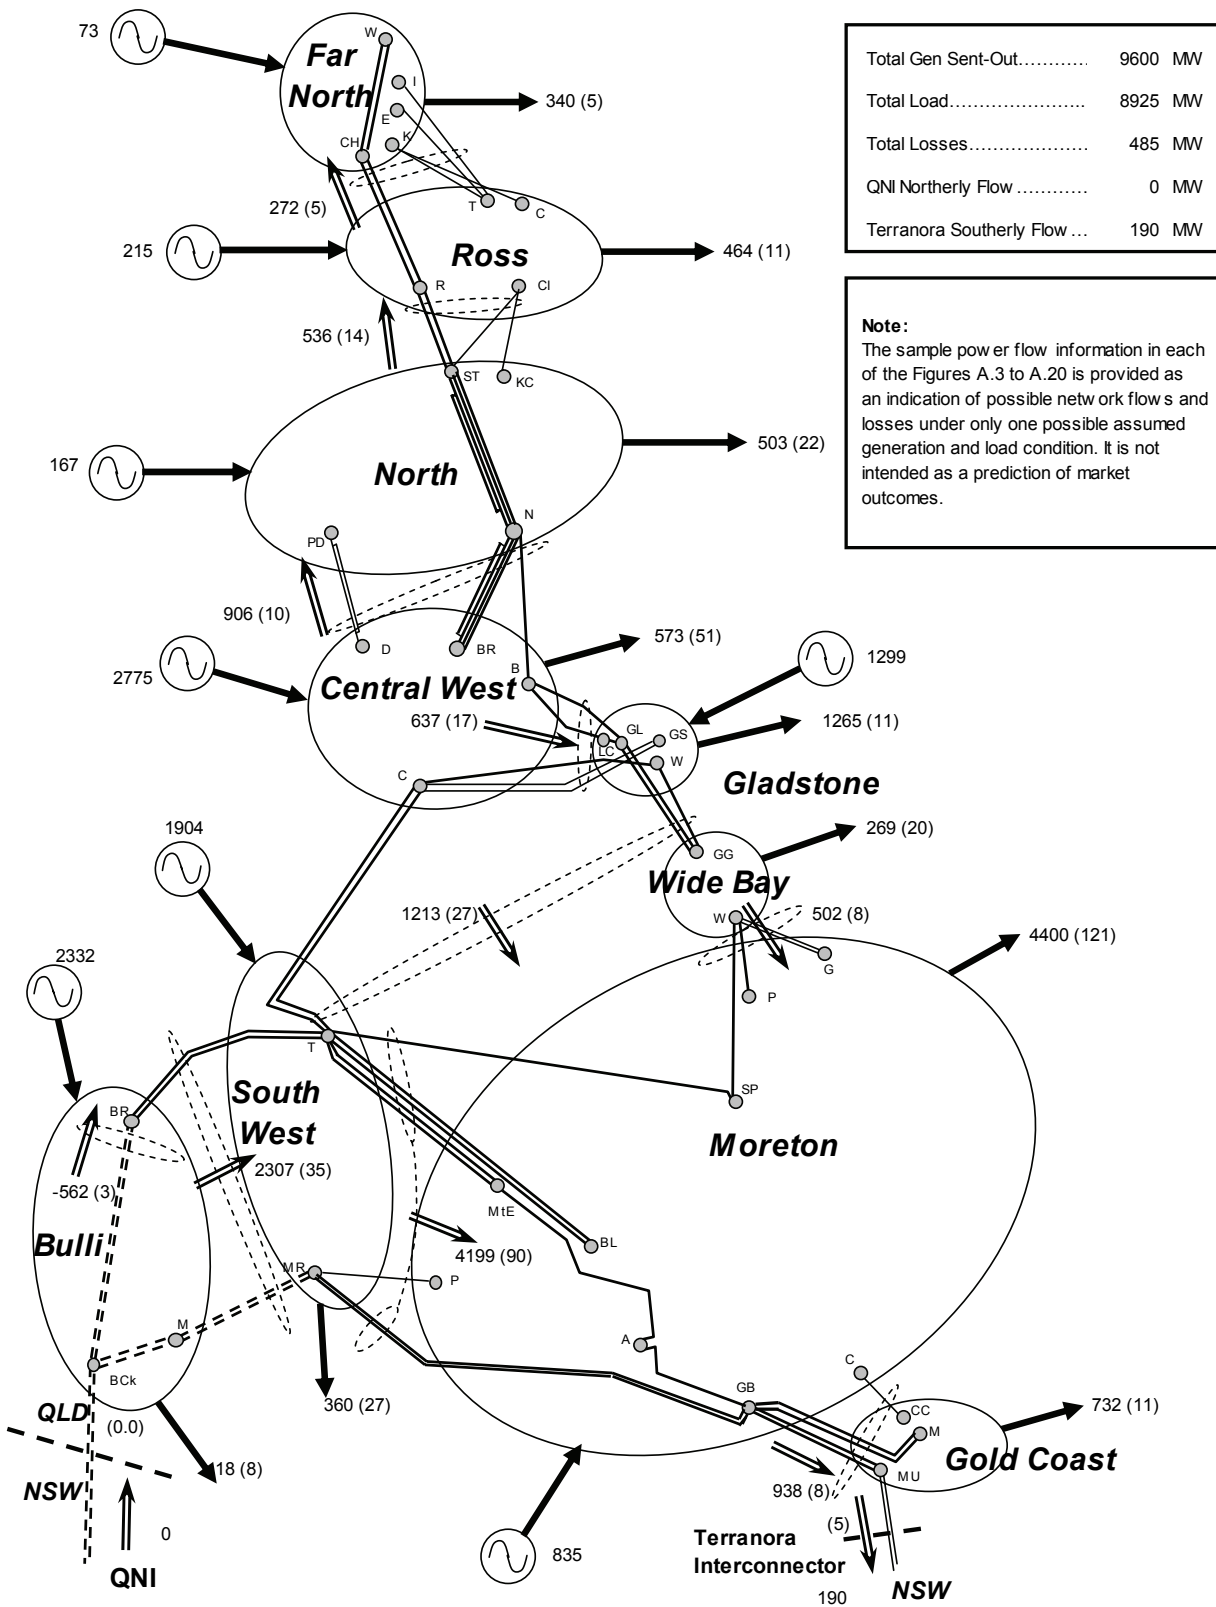 73
W
Far
North
I
E
K
CH
340 (5)
272 (5)
T
C
215
Ross
464 (11)
R
CI
536 (14)
ST
KC
503 (22)
167
North
N
PD
906 (10)
D
BR
573 (51)
1299
2775
B
Central West
637 (17)
1265 (11)
GL
GS
LC
W
C
Gladstone
1904
269 (20)
GG
Wide Bay
1213 (27)
W
502 (8)
4400 (121)
G
P
2332
T
South
West
SP
BR
Moreton
2307 (35)
-562 (3)
MtE
BL
Bulli
4199 (90)
MR
P
M
A
BCk
C
QLD
(0.0)
360 (27)
GB
CC
732 (11)
M
Gold Coast
18 (8)
MU
NSW
938 (8)
(5)
0
835
Terranora
Interconnector
QNI
190
NSW
Total Gen Sent-Out............ 9600 MW
Total Load...................... 8925 MW
Total Losses.................... 485 MW
QNI Northerly Flow ............ 0 MW
Terranora Southerly Flow ... 190 MW
Note:
The sample power flow information in each
of the Figures A.3 to A.20 is provided as
an indication of possible network flows and
losses under only one possible assumed
generation and load condition. It is not
intended as a prediction of market
outcomes.